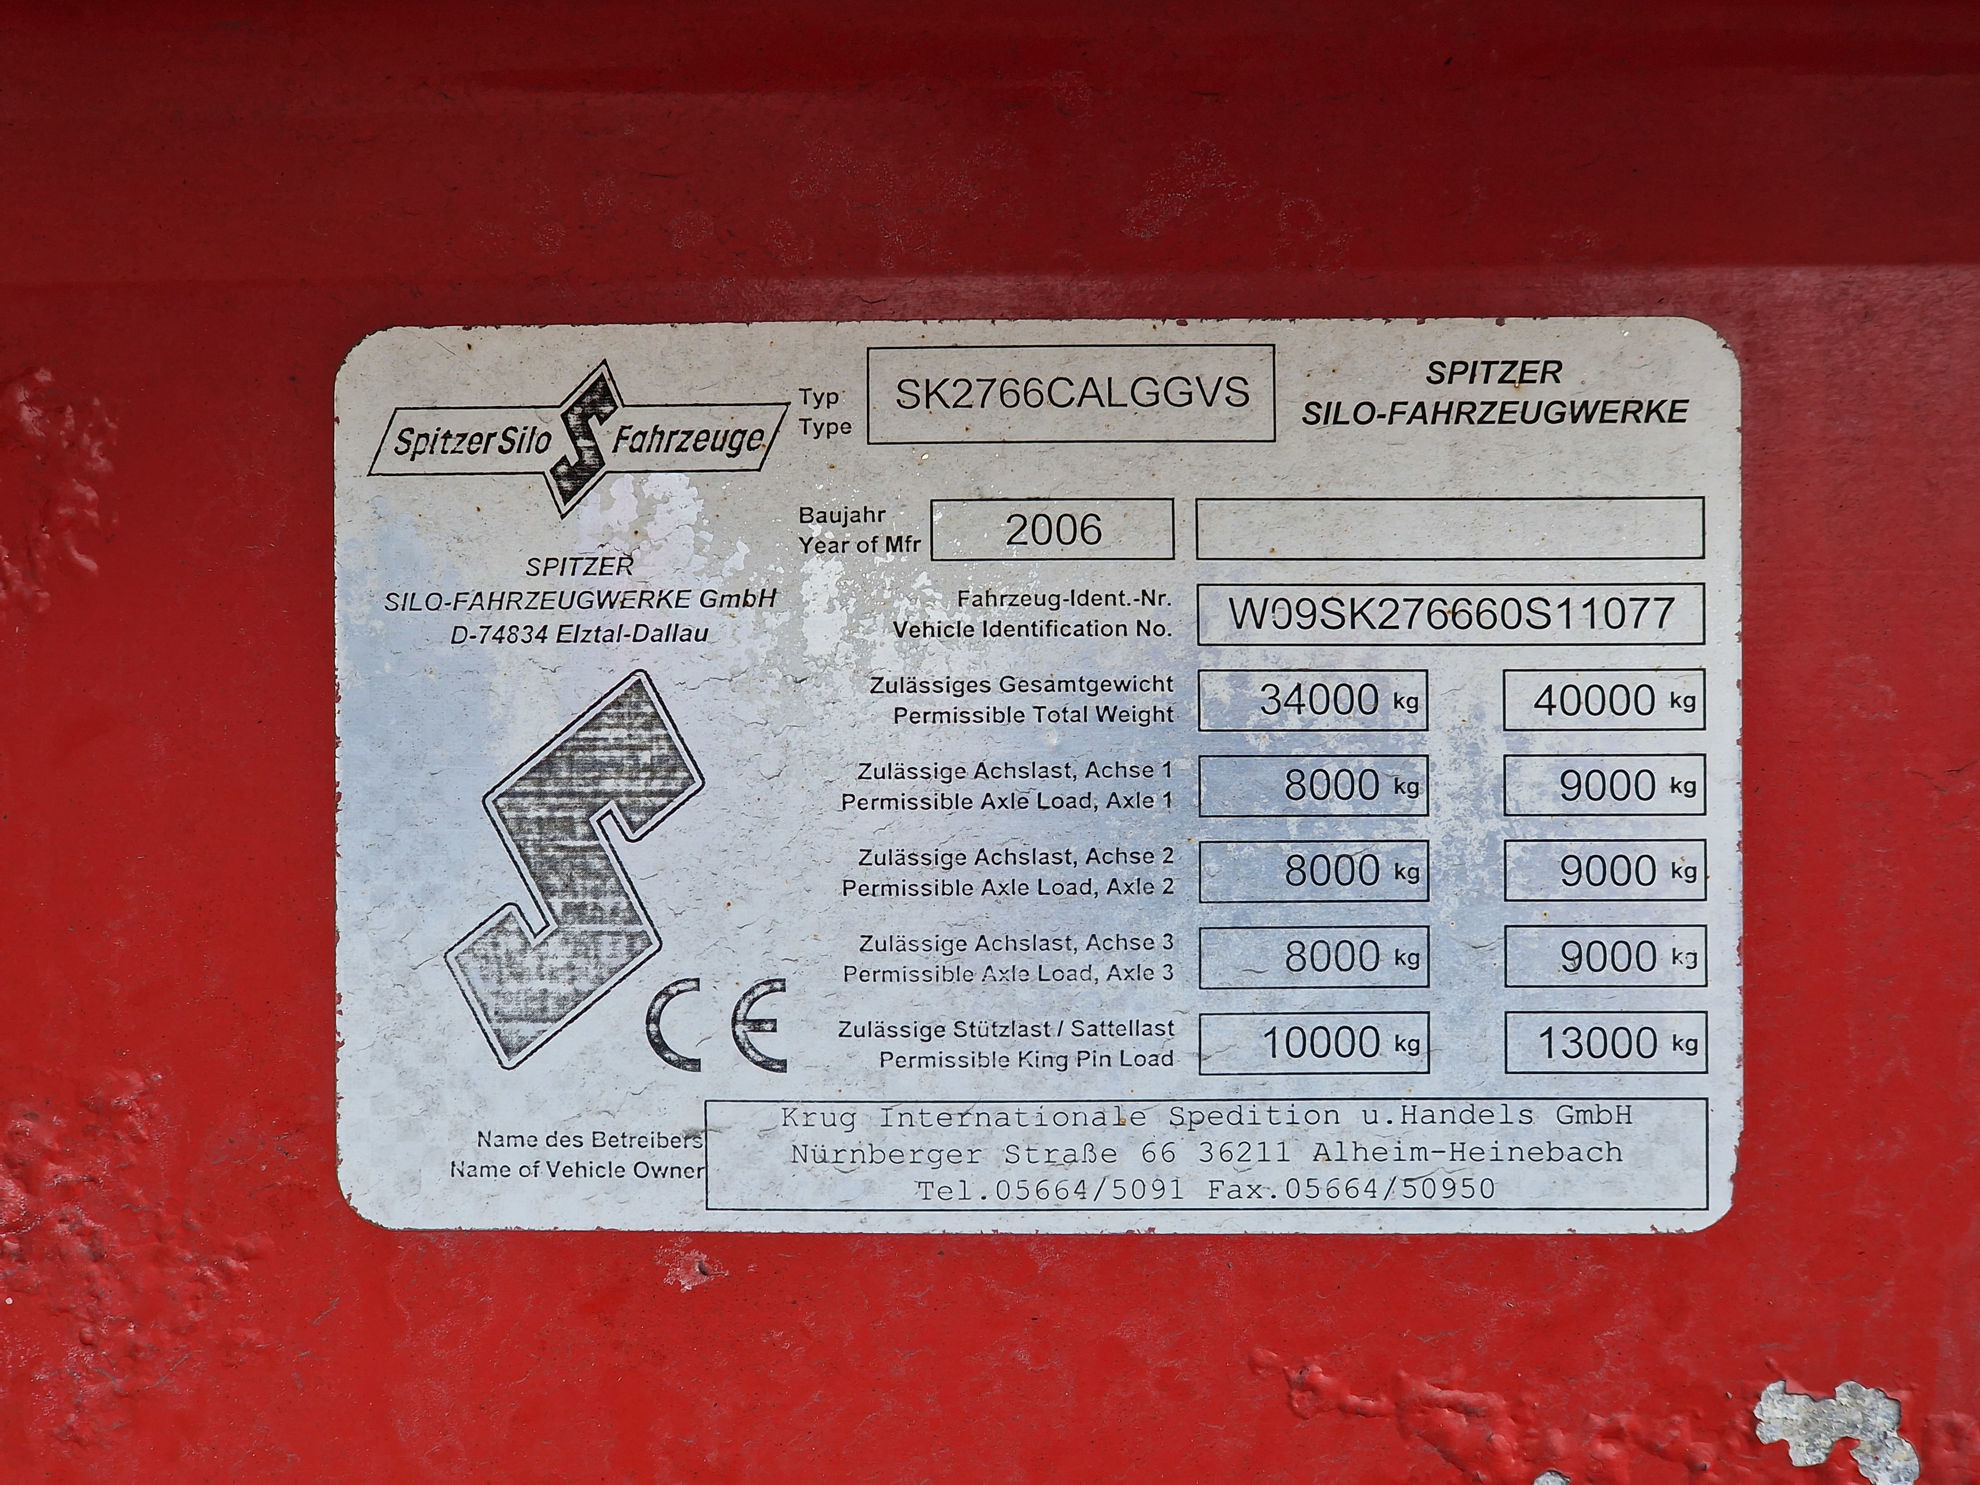 SpitzerSilo S Fahrzeuge
SPITZER
SILO-FAHRZEUGWERKE GmbH
D-74834 Elztal-Dallau
Typ
Type
SK2766CALGGVS
SPITZER
SILO-FAHRZEUGWERKE
Baujahr
Year of Mfr
2006
Fahrzeug-Ident.-Nr.
Vehicle Identification No.
W09SK276660S11077
Zulässiges Gesamtgewicht
Permissible Total Weight
34000 kg
40000 kg
Zulässige Achslast, Achse 1
Permissible Axle Load, Axle 1
8000 kg
9000 kg
Zulässige Achslast, Achse 2
Permissible Axle Load, Axle 2
8000 kg
9000 kg
Zulässige Achslast, Achse 3
Permissible Axle Load, Axle 3
8000 kg
9000 kg
CE
Zulässige Stützlast / Sattellast
Permissible King Pin Load
10000 kg
13000 kg
Name des Betreibers
Name of Vehicle Owner
Krug Internationale Spedition u.Handels GmbH
Nürnberger Straße 66 36211 Alheim-Heinebach
Tel.05664/5091 Fax.05664/50950